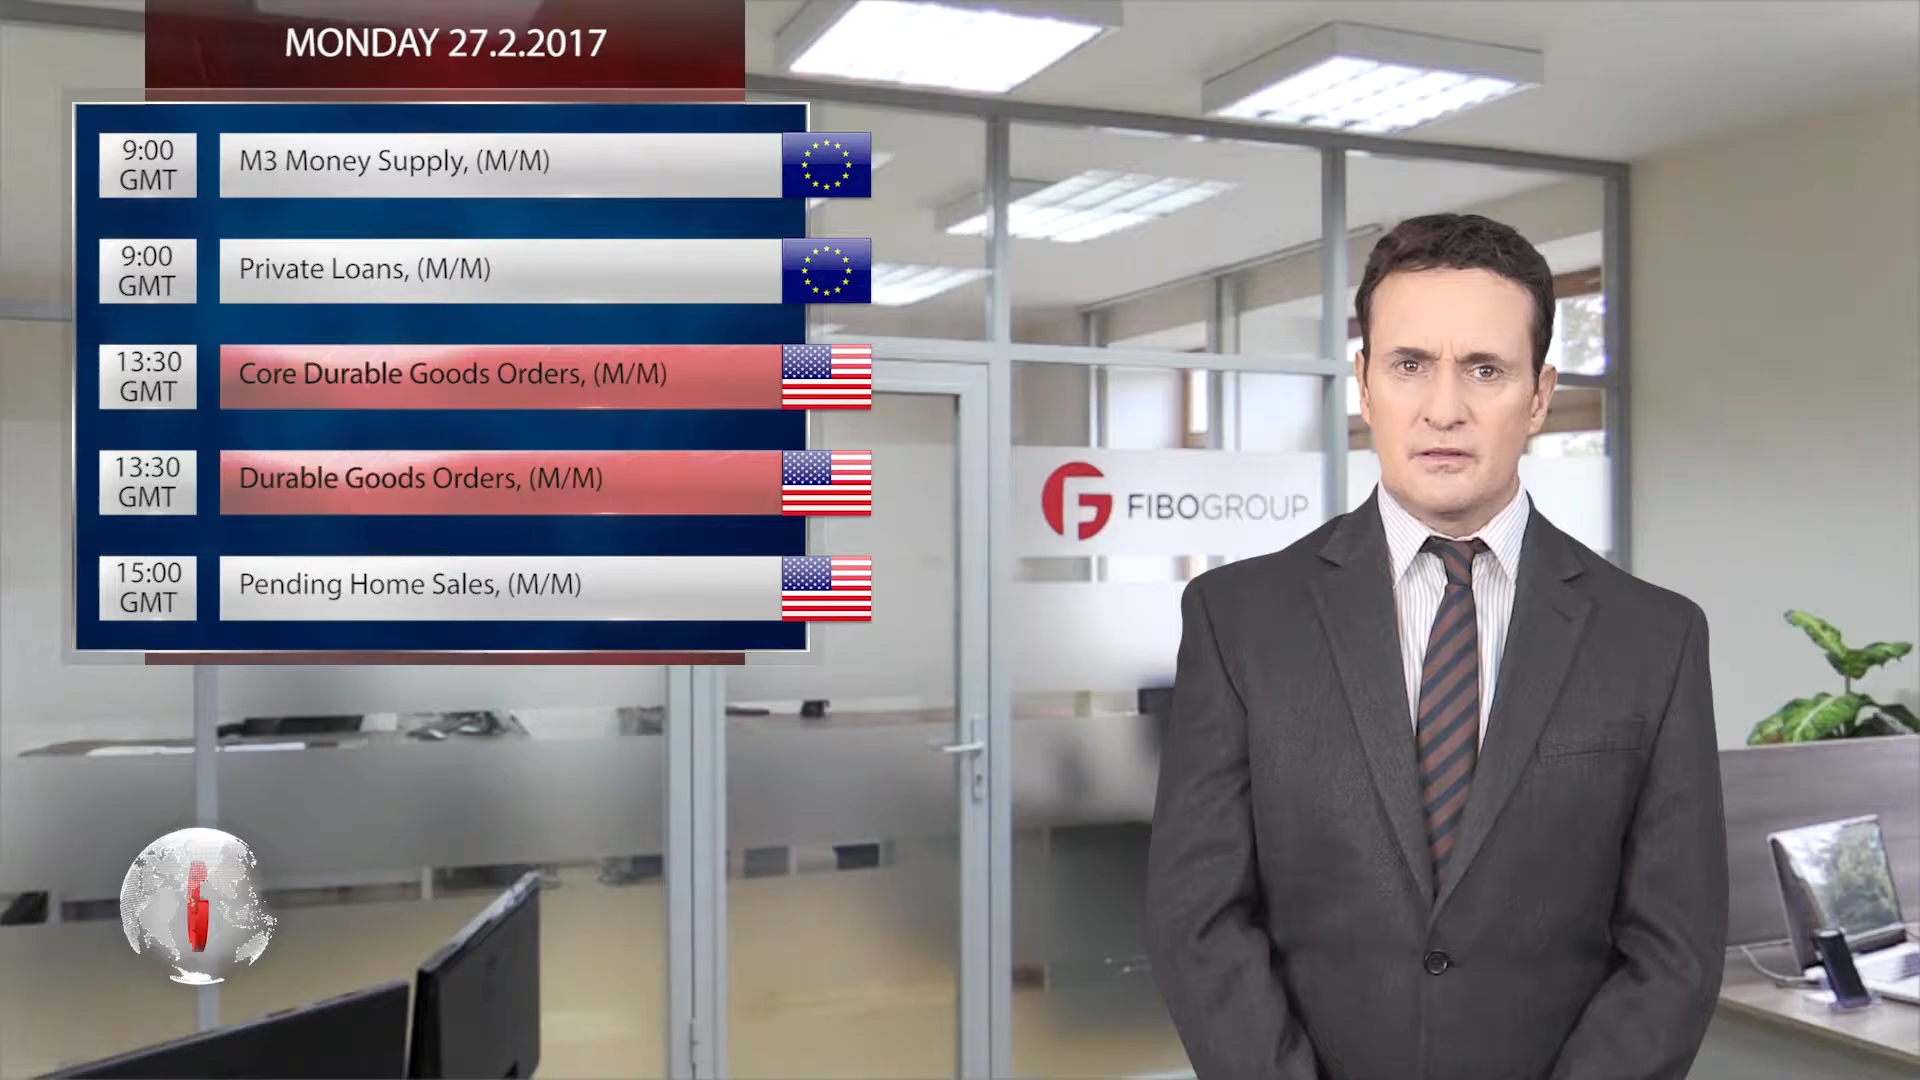 MONDAY 27.2.2017
9:00 GMT
M3 Money Supply, (M/M)
9:00 GMT
Private Loans, (M/M)
13:30 GMT
Core Durable Goods Orders, (M/M)
13:30 GMT
Durable Goods Orders, (M/M)
15:00 GMT
Pending Home Sales, (M/M)
FIBOGROUP